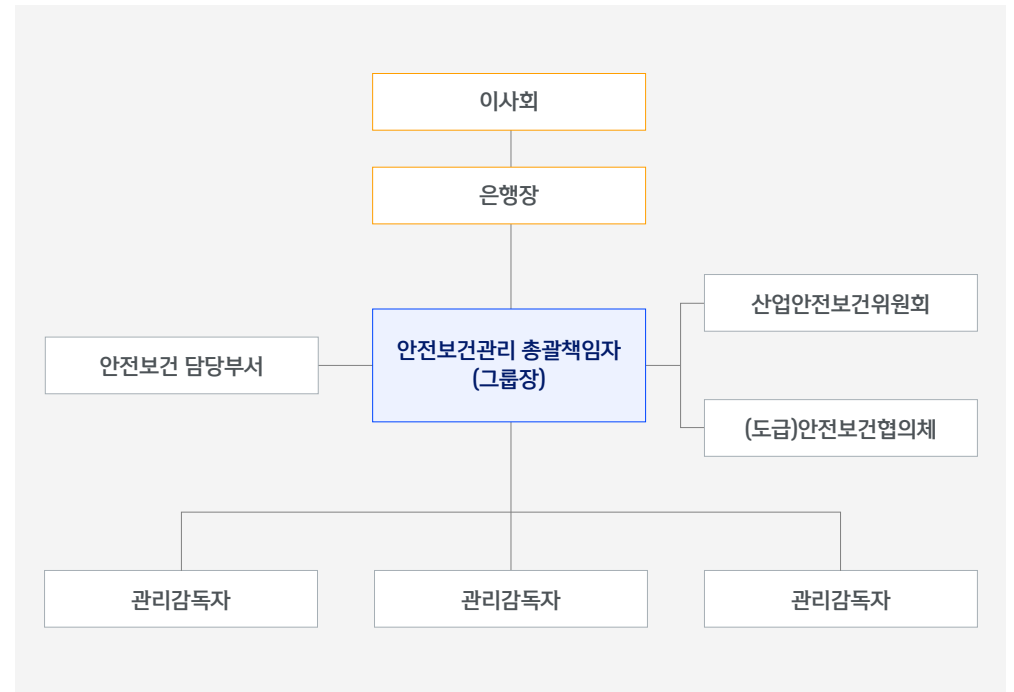 이사회
은행장
산업안전보건위원회
안전보건 담당부서
안전보건관리 총괄책임자
(그룹장)
(도급)안전보건협의체
관리감독자
관리감독자
관리감독자